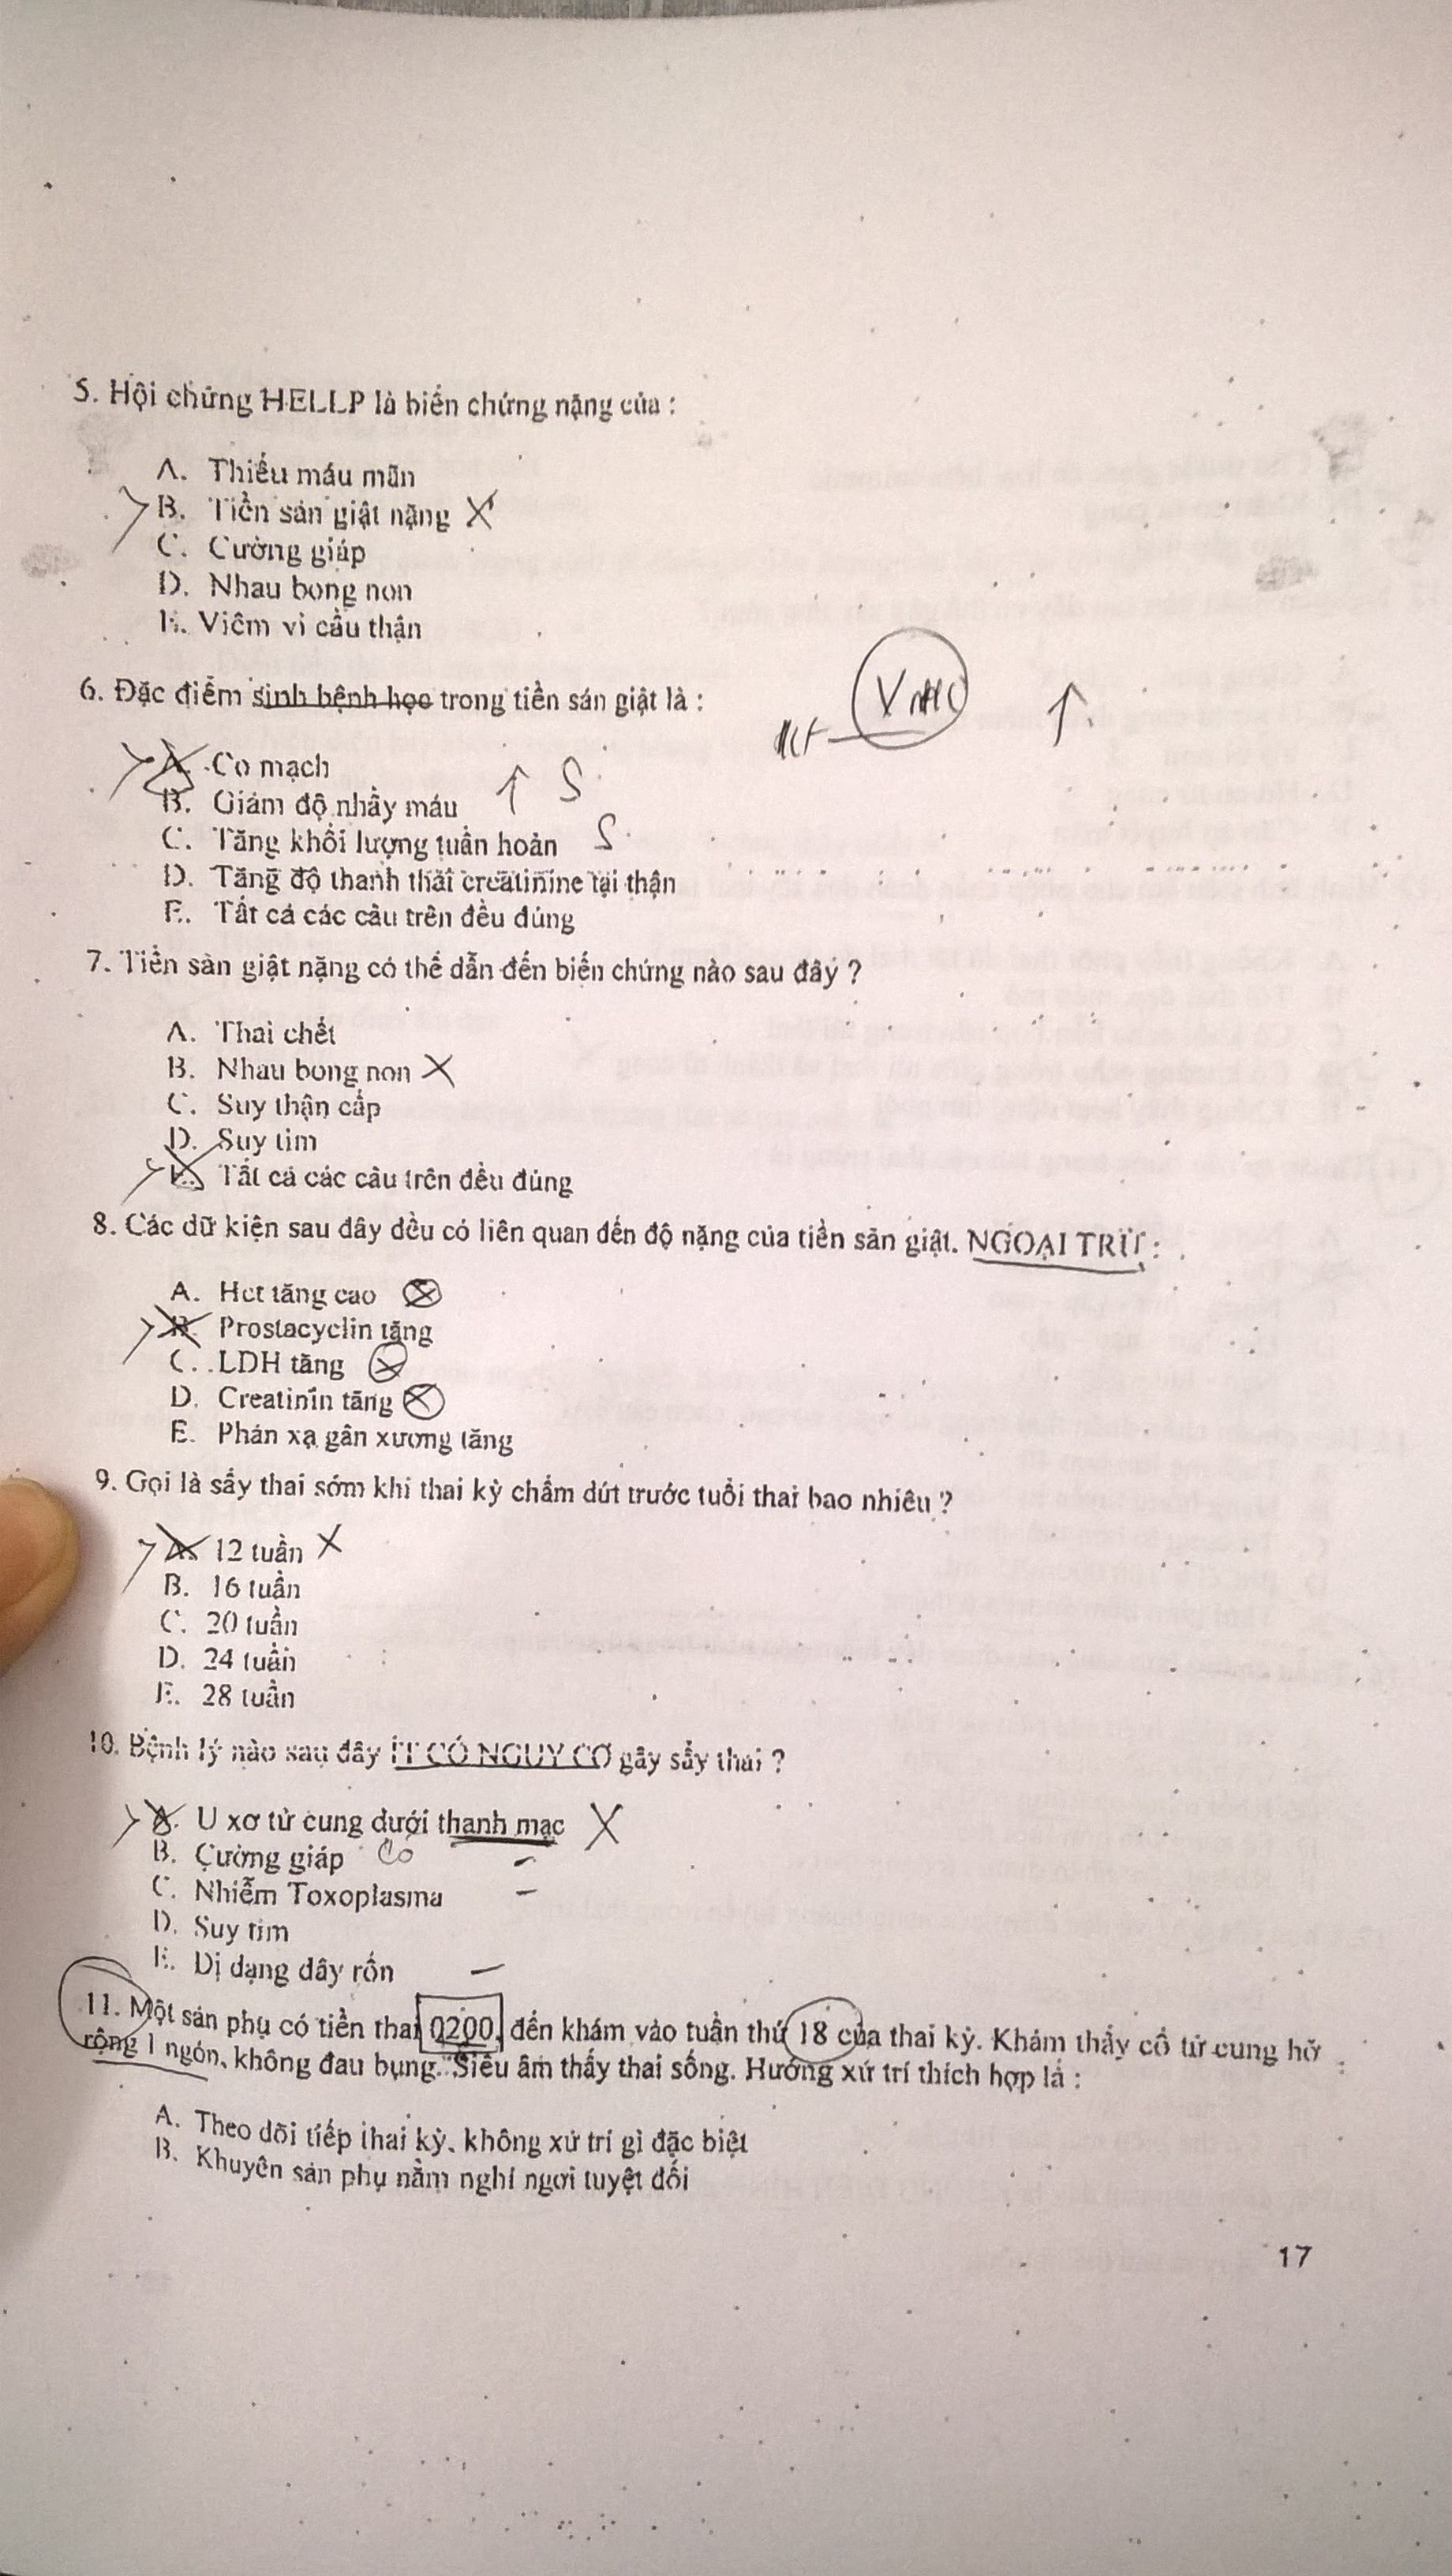 5. Hội chứng HELLP là biến chứng nặng của :
A. Thiếu máu mãn
B. Tiền sản giật nặng X
C. Cường giáp
D. Nhau bong non
E. Viêm vi cầu thận
6. Đặc điểm sinh bệnh học trong tiền sản giật là :
A. Co mạch
B. Giảm độ nhầy máu ↑ S
C. Tăng khối lượng tuần hoàn S
D. Tăng độ thanh thải creatinine tại thận
E. Tất cả các câu trên đều đúng
7. Tiền sản giật nặng có thể dẫn đến biến chứng nào sau đây ?
A. Thai chết
B. Nhau bong non X
C. Suy thận cấp
D. Suy tim
E. Tất cả các câu trên đều đúng
8. Các dữ kiện sau đây đều có liên quan đến độ nặng của tiền sản giật. NGOẠI TRỪ :
A. Hct tăng cao
B. Prostacyclin tăng
C. LDH tăng
D. Creatinin tăng
E. Phản xạ gân xương tăng
9. Gọi là sẩy thai sớm khi thai kỳ chấm dứt trước tuổi thai bao nhiêu ?
A. 12 tuần X
B. 16 tuần
C. 20 tuần
D. 24 tuần
E. 28 tuần
10. Bệnh lý nào sau đây ÍT CÓ NGUY CƠ gây sẩy thai ?
A. U xơ tử cung dưới thanh mạc X
B. Cường giáp Có
C. Nhiễm Toxoplasma
D. Suy tim
E. Dị dạng dây rốn
11. Một sản phụ có tiền thai 0200, đến khám vào tuần thứ 18 của thai kỳ. Khám thấy cổ tử cung hở
rộng 1 ngón, không đau bụng. Siêu âm thấy thai sống. Hướng xử trí thích hợp là :
A. Theo dõi tiếp thai kỳ, không xử trí gì đặc biệt
B. Khuyên sản phụ nằm nghỉ ngơi tuyệt đối
17